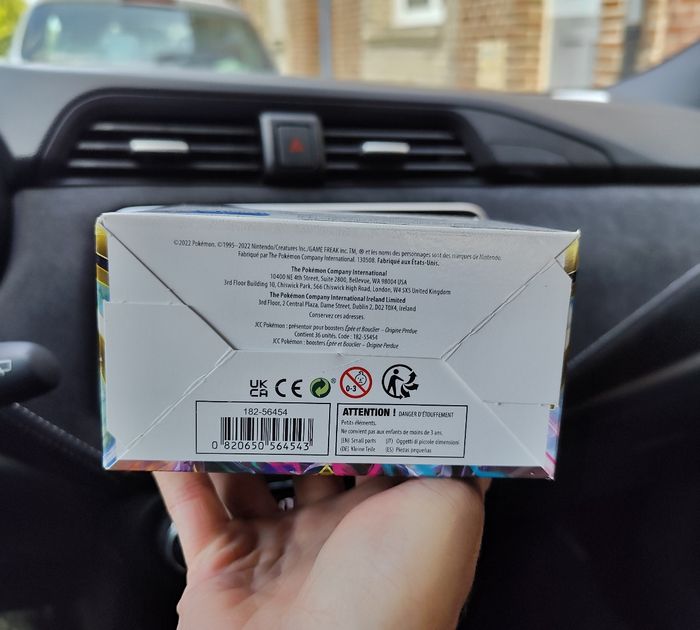 ©2022 Pokémon. ©1995–2022 Nintendo/Creatures Inc./GAME FREAK inc. TM, ® et les noms des personnages sont des marques de Nintendo.
Fabriqué par The Pokémon Company International. 130508. Fabriqué aux États-Unis.
The Pokémon Company International
10400 NE 4th Street, Suite 2800, Bellevue, WA 98004 USA
3rd Floor Building 10, Chiswick Park, 566 Chiswick High Road, London, W4 5XS United Kingdom
The Pokémon Company International Ireland Limited
3rd Floor, 2 Central Plaza, Dame Street, Dublin 2, D02 T0X4, Ireland
Conservez ces adresses.
JCC Pokémon : présentoir pour boosters Épée et Bouclier – Origine Perdue
Contient 36 unités. Code : 182-55454
JCC Pokémon : boosters Épée et Bouclier – Origine Perdue
UK
CA
CE
®
0-3
182-56454
0 820650 564543
ATTENTION ! DANGER D'ÉTOUFFEMENT
Petits éléments.
Ne convient pas aux enfants de moins de 3 ans.
(EN) Small parts (IT) Oggetti di piccole dimensioni
(DE) Kleine Teile (ES) Piezas pequeñas